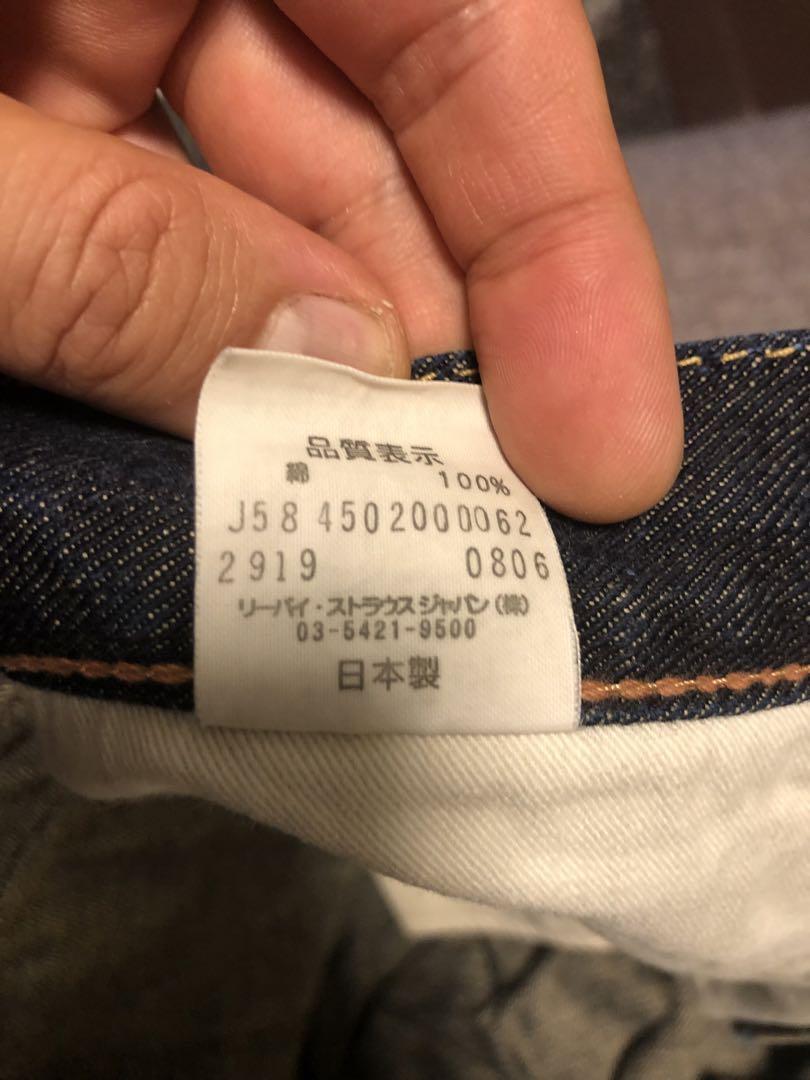 品質表示
綿 100%
J58 4502000062
2919 0806
リーバイ・ストラウスジャパン(株)
03-5421-9500
日本製